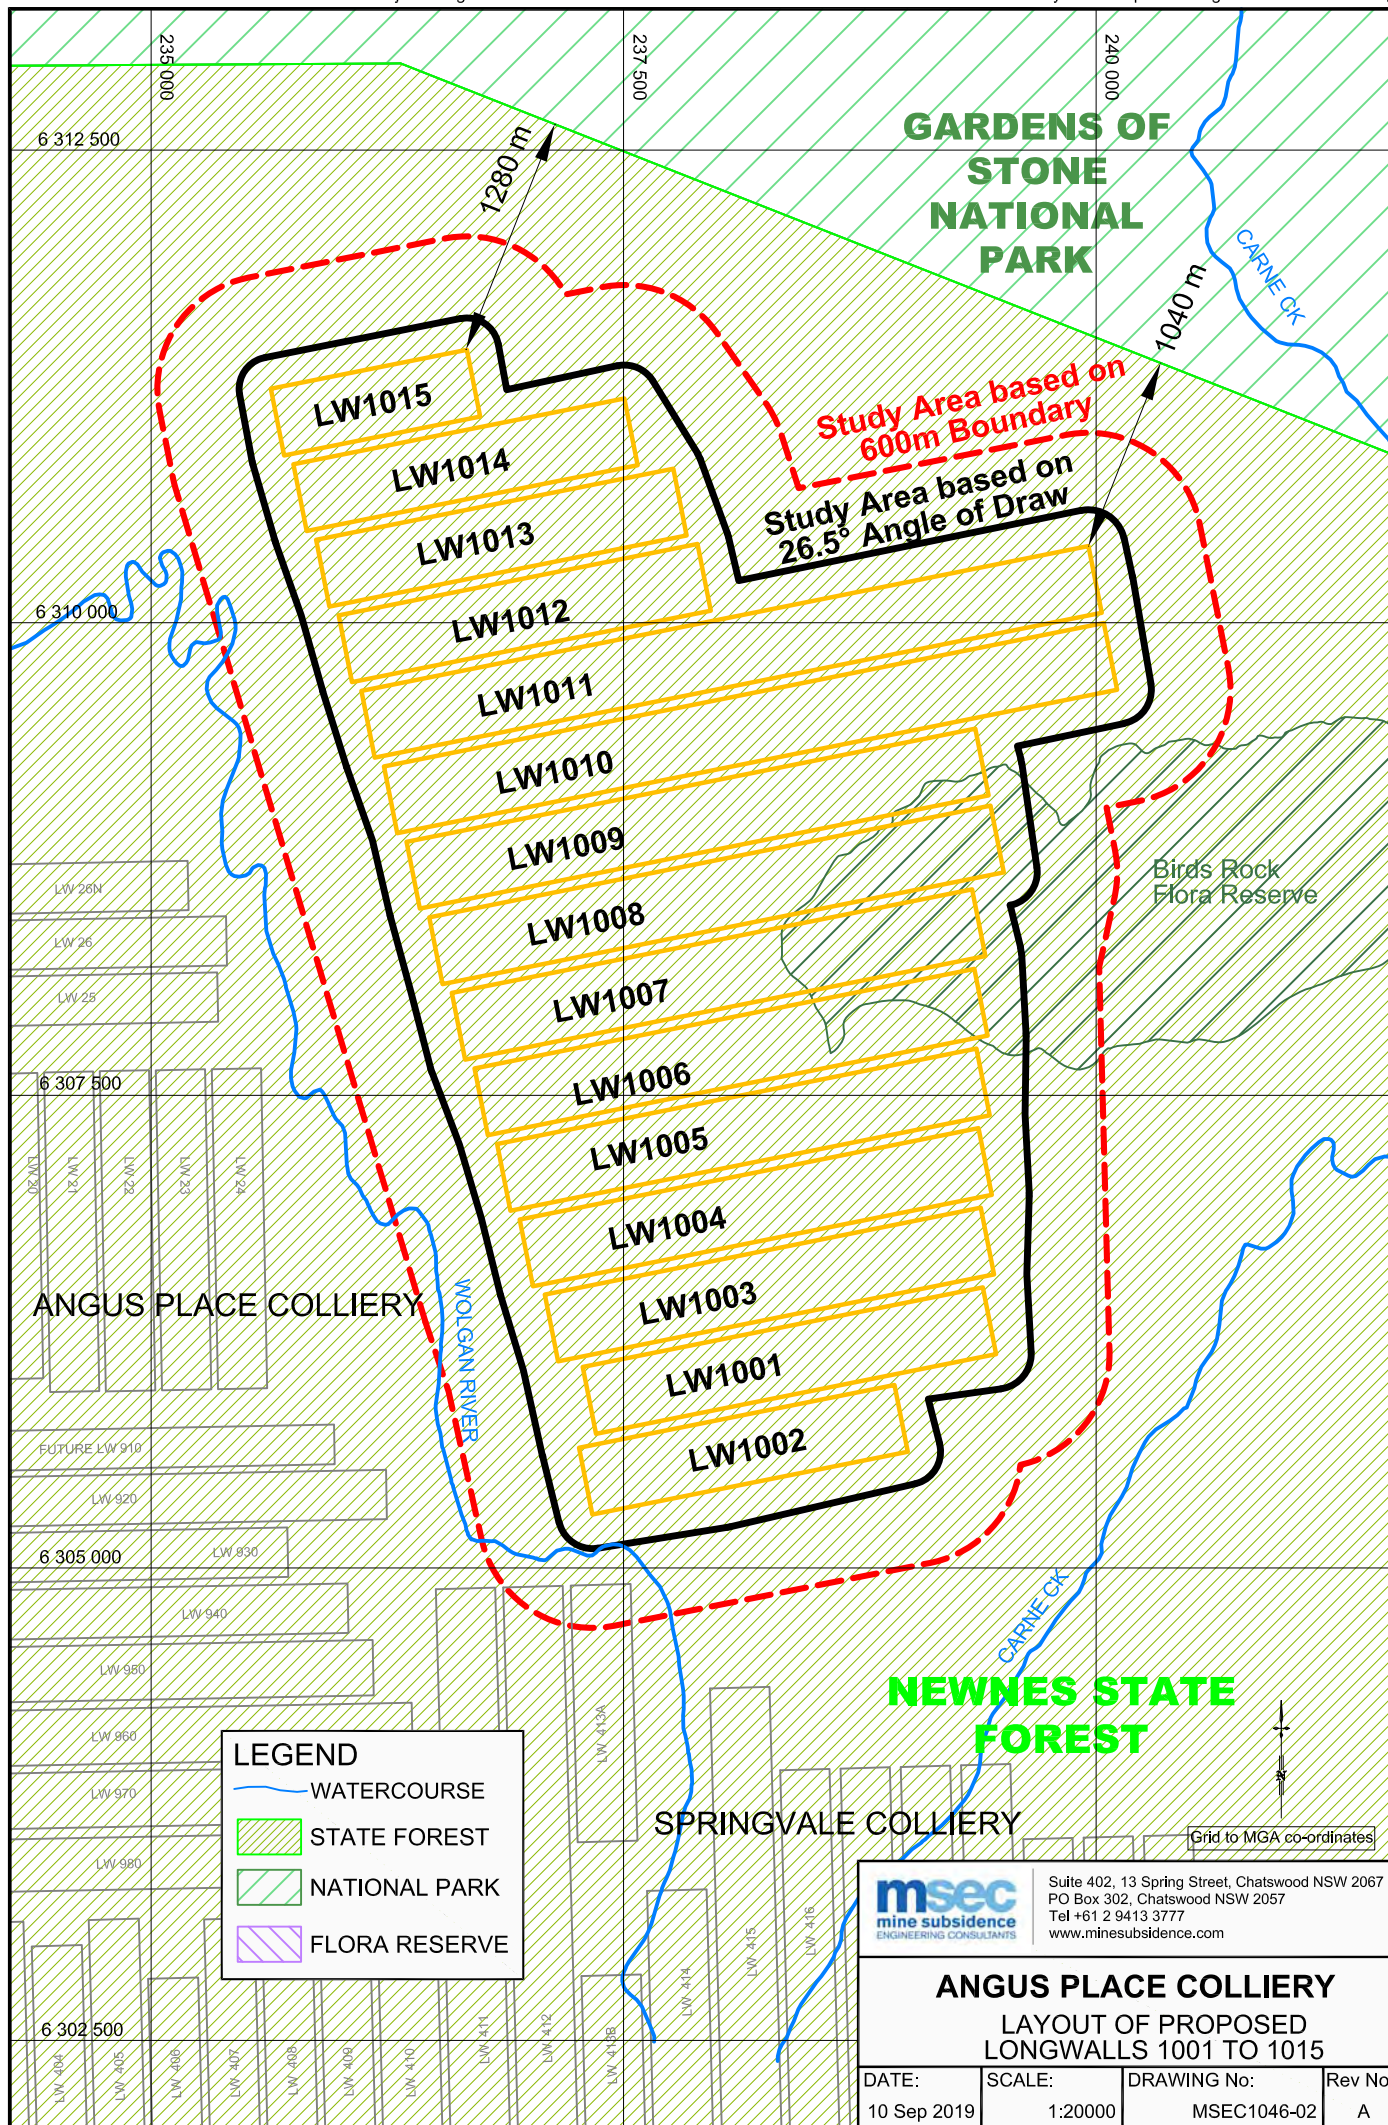 235 000
237 500
240 000
6 312 500
6 310 000
6 307 500
6 305 000
6 302 500
GARDENS OF
STONE
NATIONAL
PARK
CARNE CK
1280 m
1040 m
Study Area based on
600m Boundary
Study Area based on
26.5° Angle of Draw
LW1015
LW1014
LW1013
LW1012
LW1011
LW1010
LW1009
LW1008
LW1007
LW1006
LW1005
LW1004
LW1003
LW1001
LW1002
Birds Rock
Flora Reserve
LW 26N
LW 26
LW 25
LW 20
LW 21
LW 22
LW 23
LW 24
ANGUS PLACE COLLIERY
WOLGAN RIVER
FUTURE LW 910
LW 920
LW 930
LW 940
LW 950
LW 960
LW 970
LW 980
LW 413A
CARNE CK
NEWNES STATE
FOREST
SPRINGVALE COLLIERY
LW 404
LW 405
LW 406
LW 407
LW 408
LW 409
LW 410
LW 411
LW 412
LW 413B
LW 414
LW 415
LW 416
LEGEND
WATERCOURSE
STATE FOREST
NATIONAL PARK
FLORA RESERVE
N
Grid to MGA co-ordinates
msec
mine subsidence
ENGINEERING CONSULTANTS
Suite 402, 13 Spring Street, Chatswood NSW 2067
PO Box 302, Chatswood NSW 2057
Tel +61 2 9413 3777
www.minesubsidence.com
ANGUS PLACE COLLIERY
LAYOUT OF PROPOSED
LONGWALLS 1001 TO 1015
DATE:
10 Sep 2019
SCALE:
1:20000
DRAWING No:
MSEC1046-02
Rev No
A